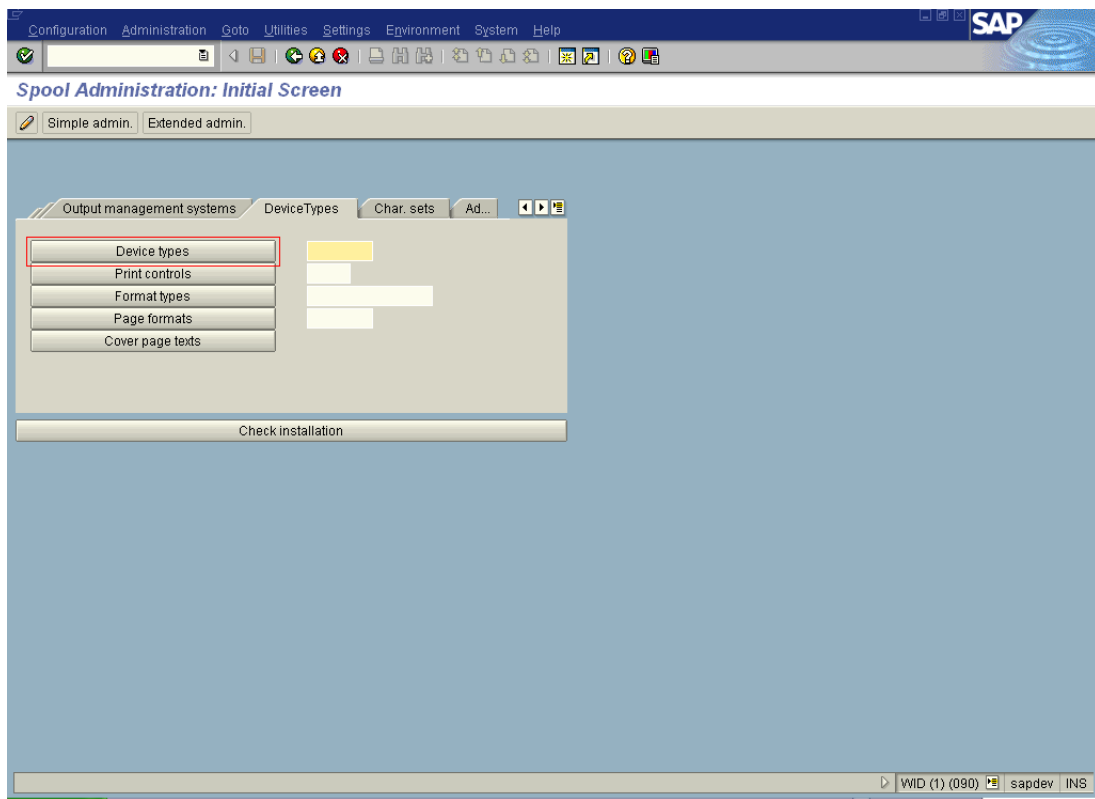 Configuration Administration Goto Utilities Settings Environment System Help
SAP
Spool Administration: Initial Screen
Simple admin. Extended admin.
Output management systems DeviceTypes Char. sets Ad...
Device types
Print controls
Format types
Page formats
Cover page texts
Check installation
WID (1) (090) sapdev INS